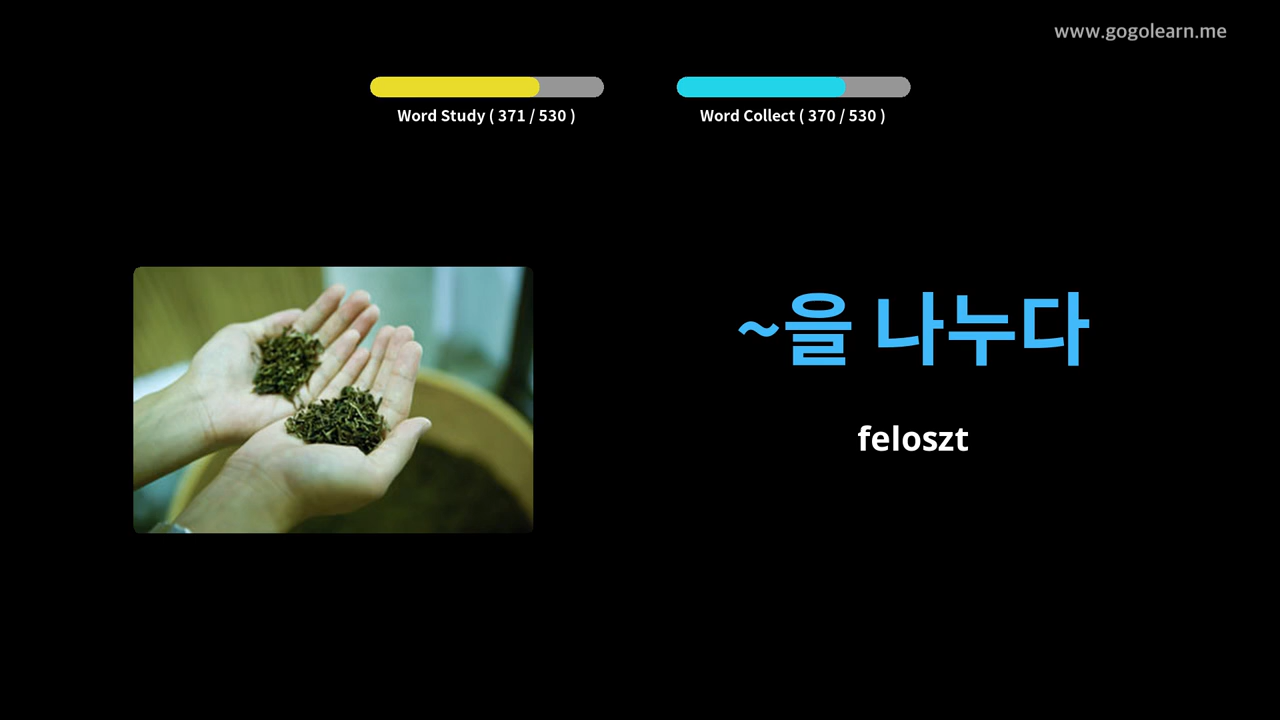 www.gogolearn.me
Word Study ( 371 / 530 )
Word Collect ( 370 / 530 )
~을 나누다
feloszt